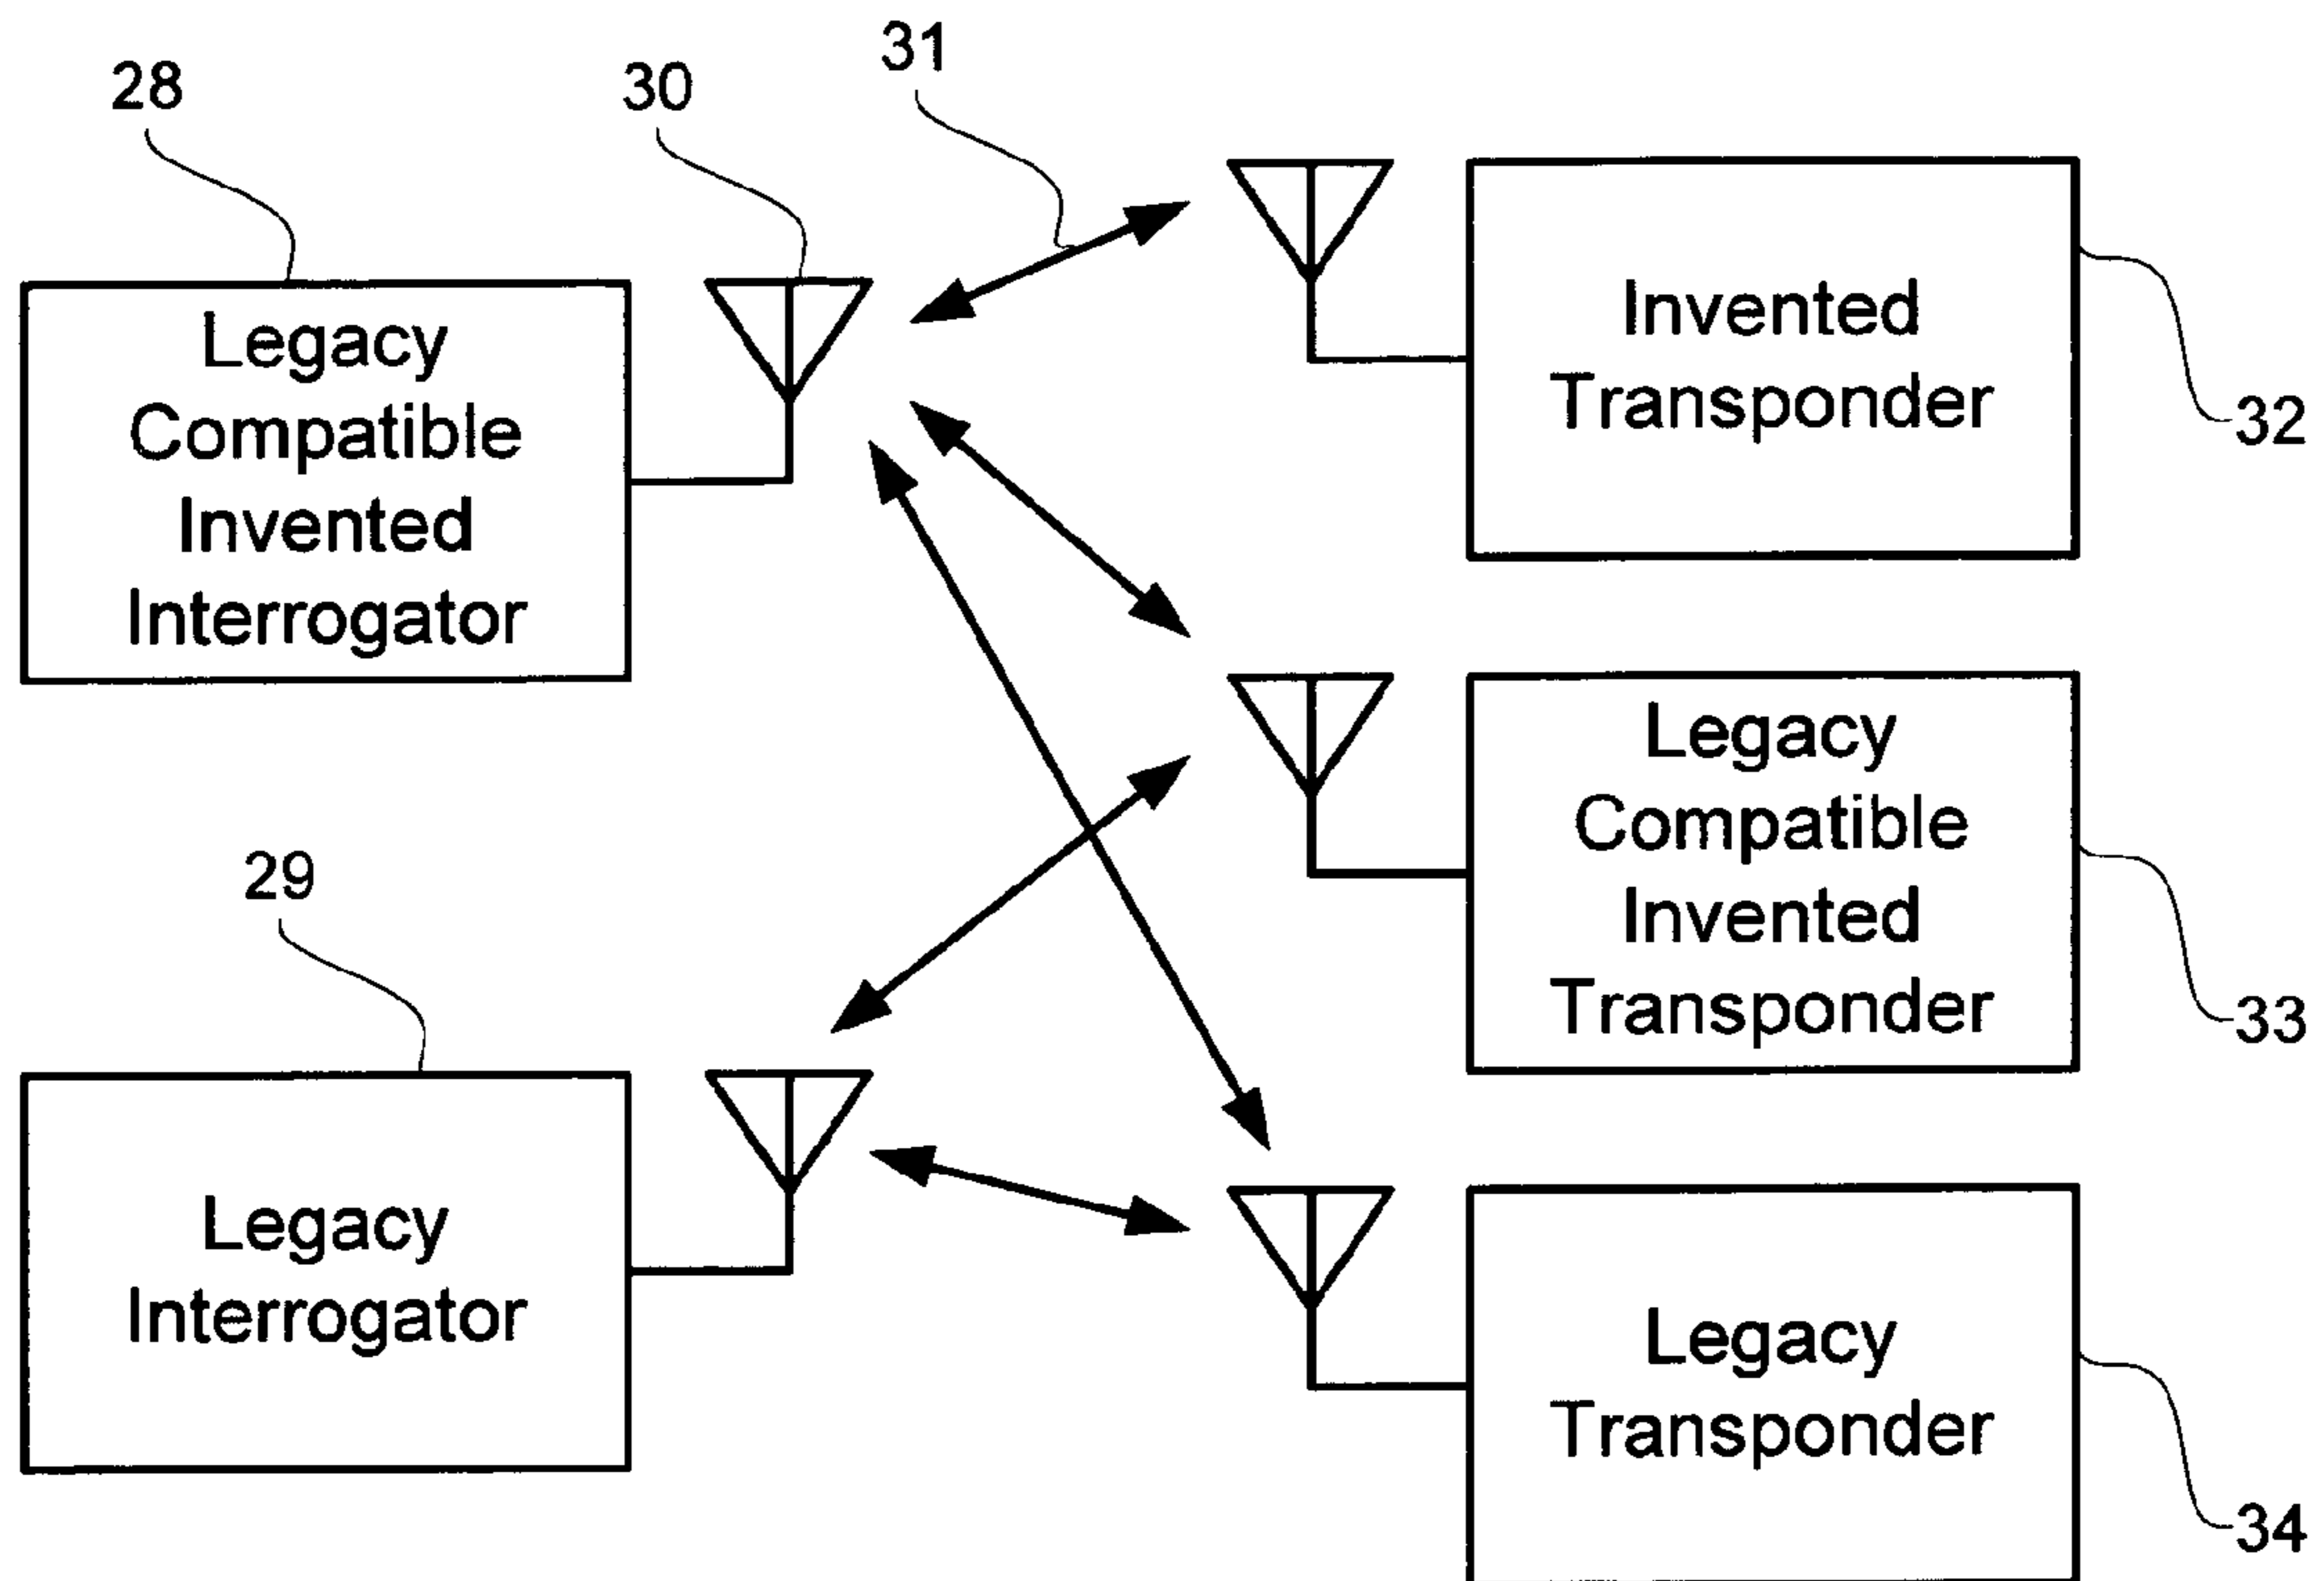 31
28
30
Legacy
Compatible
Invented
Interrogator
Invented
Transponder
32
Legacy
Compatible
Invented
Transponder
33
29
Legacy
Interrogator
Legacy
Transponder
34